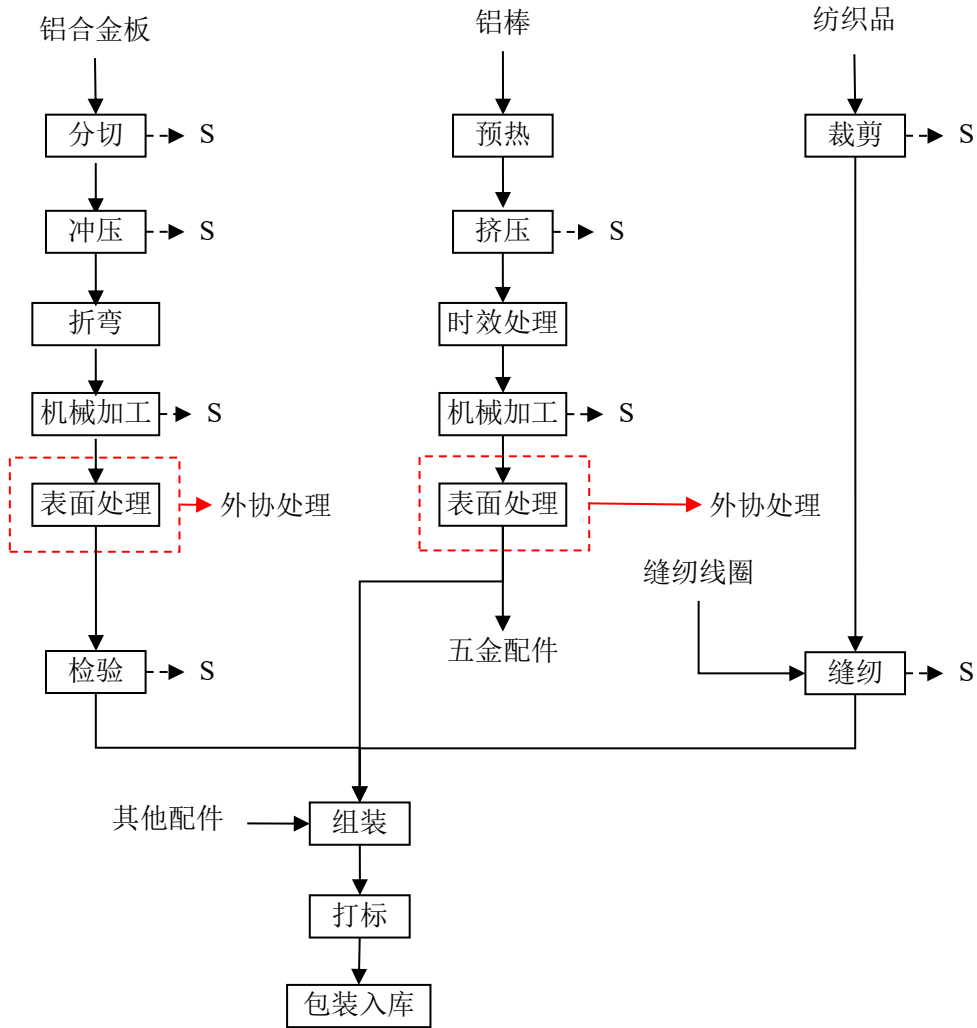 铝合金板
铝棒
纺织品
分切
S
预热
裁剪
S
冲压
S
挤压
S
折弯
时效处理
机械加工
S
机械加工
S
表面处理
外协处理
表面处理
外协处理
缝纫线圈
五金配件
检验
S
缝纫
S
其他配件
组装
打标
包装入库